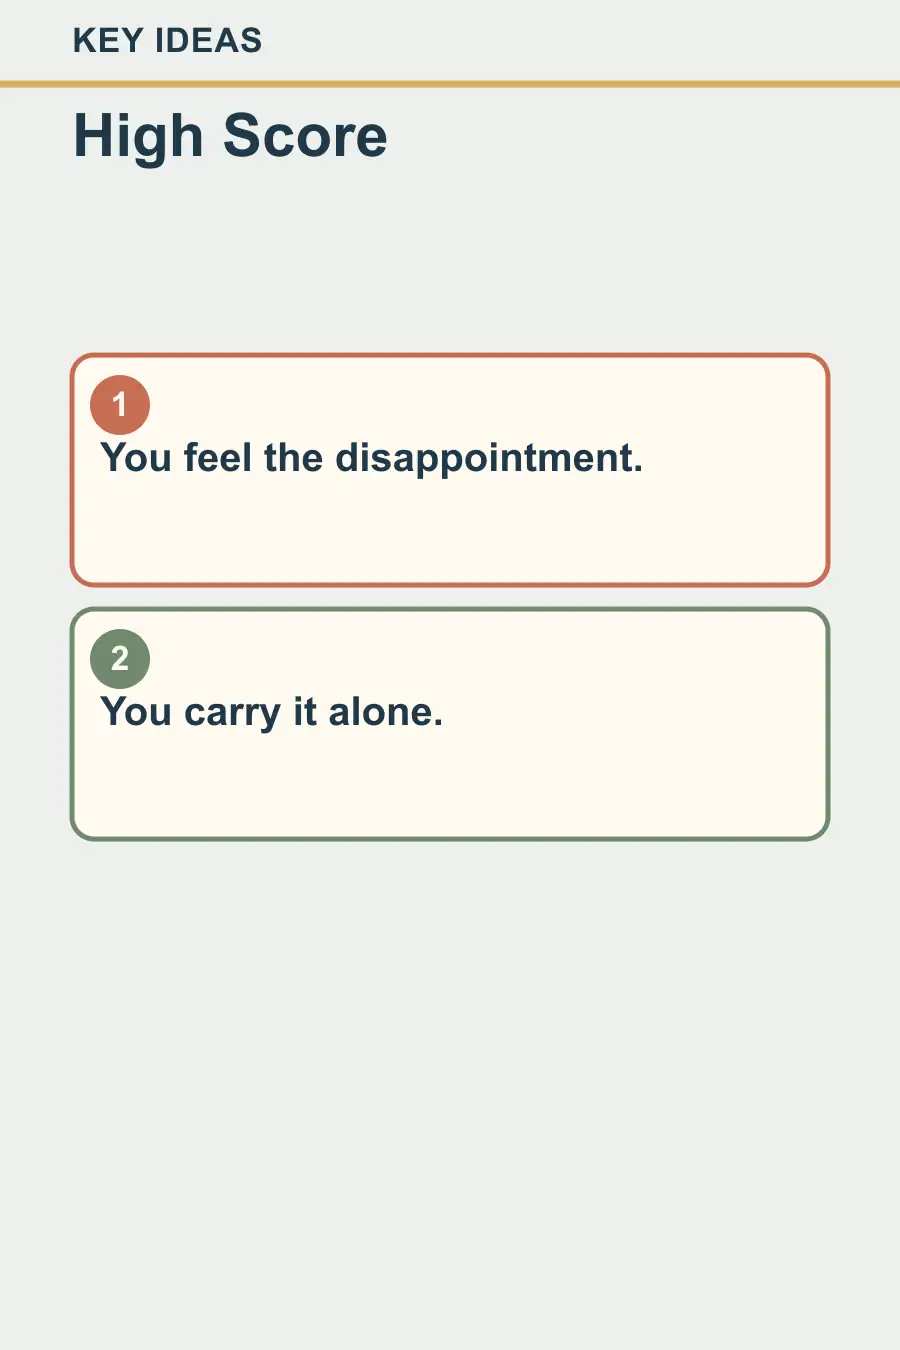 KEY IDEAS
High Score
1
You feel the disappointment.
2
You carry it alone.